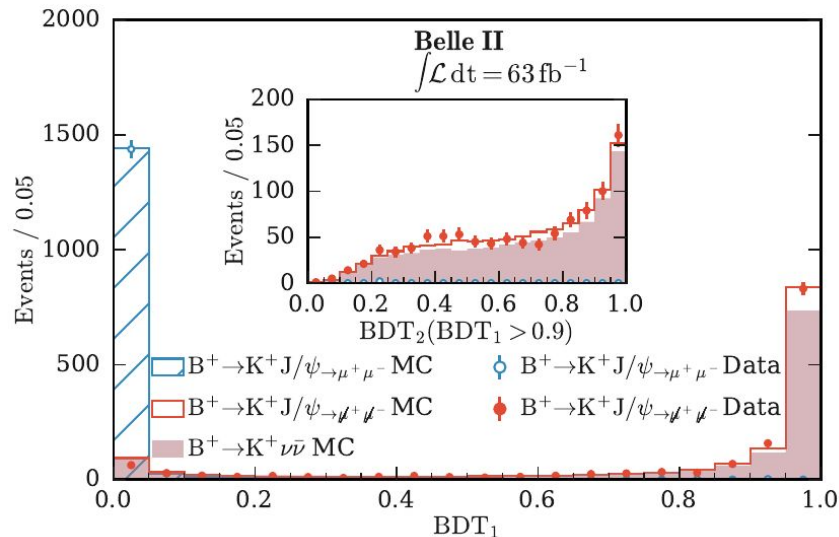 2000
1500
1000
500
0
Events / 0.05
Belle II
∫ℒ dt = 63 fb⁻¹
200
150
100
50
0
Events / 0.05
0.0 0.2 0.4 0.6 0.8 1.0
BDT₂(BDT₁ > 0.9)
B⁺→K⁺J/ψ→μ⁺μ⁻ MC
B⁺→K⁺J/ψ→μ̸⁺μ̸⁻ MC
B⁺→K⁺νν̄ MC
B⁺→K⁺J/ψ→μ⁺μ⁻ Data
B⁺→K⁺J/ψ→μ̸⁺μ̸⁻ Data
0.0 0.2 0.4 0.6 0.8 1.0
BDT₁